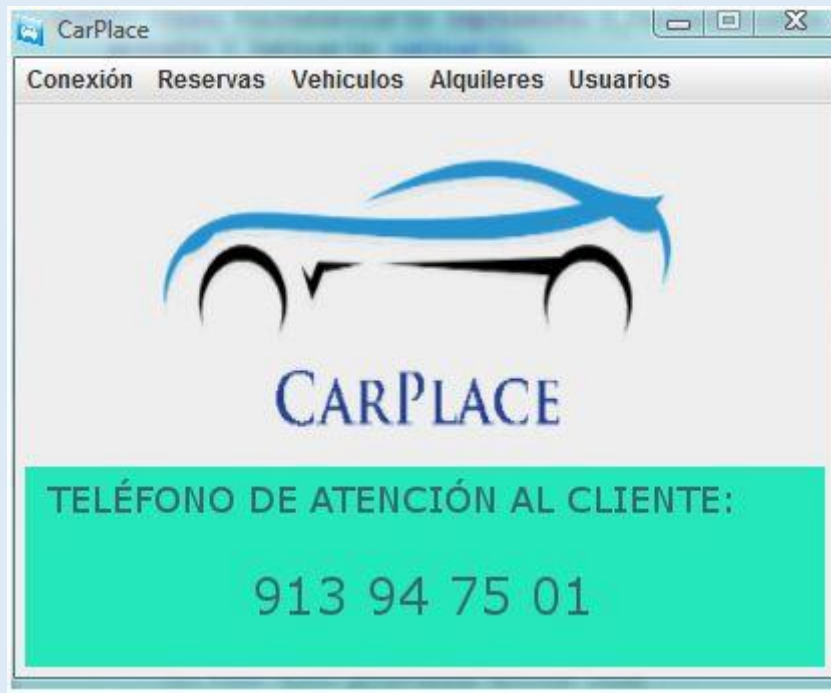 CarPlace
Conexión Reservas Vehiculos Alquileres Usuarios
CARPLACE
TELÉFONO DE ATENCIÓN AL CLIENTE:
913 94 75 01